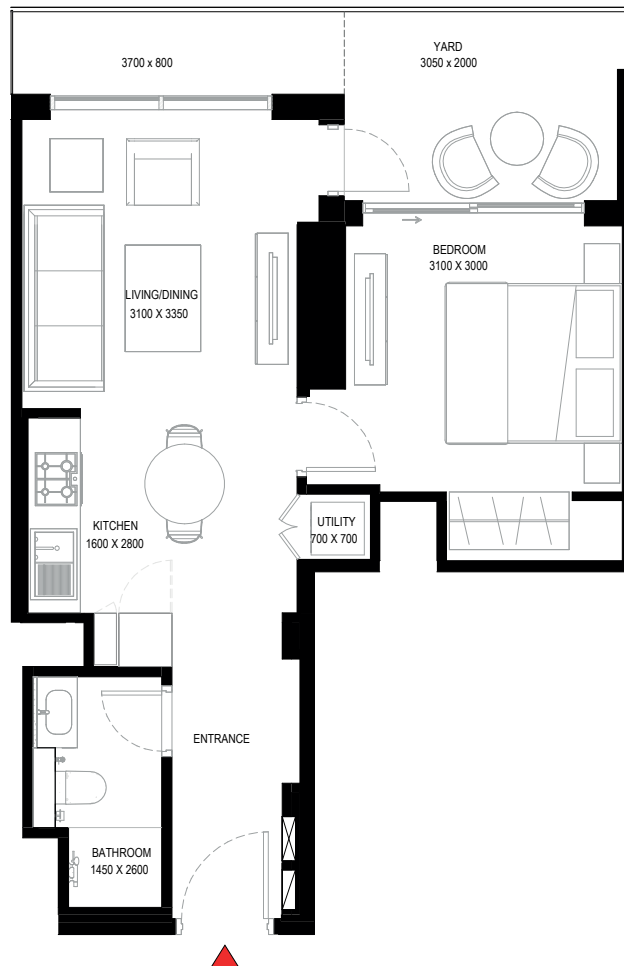 YARD
3700 x 800
3050 x 2000
BEDROOM
3100 X 3000
LIVING/DINING
3100 X 3350
KITCHEN
1600 X 2800
UTILITY
700 X 700
ENTRANCE
BATHROOM
1450 X 2600